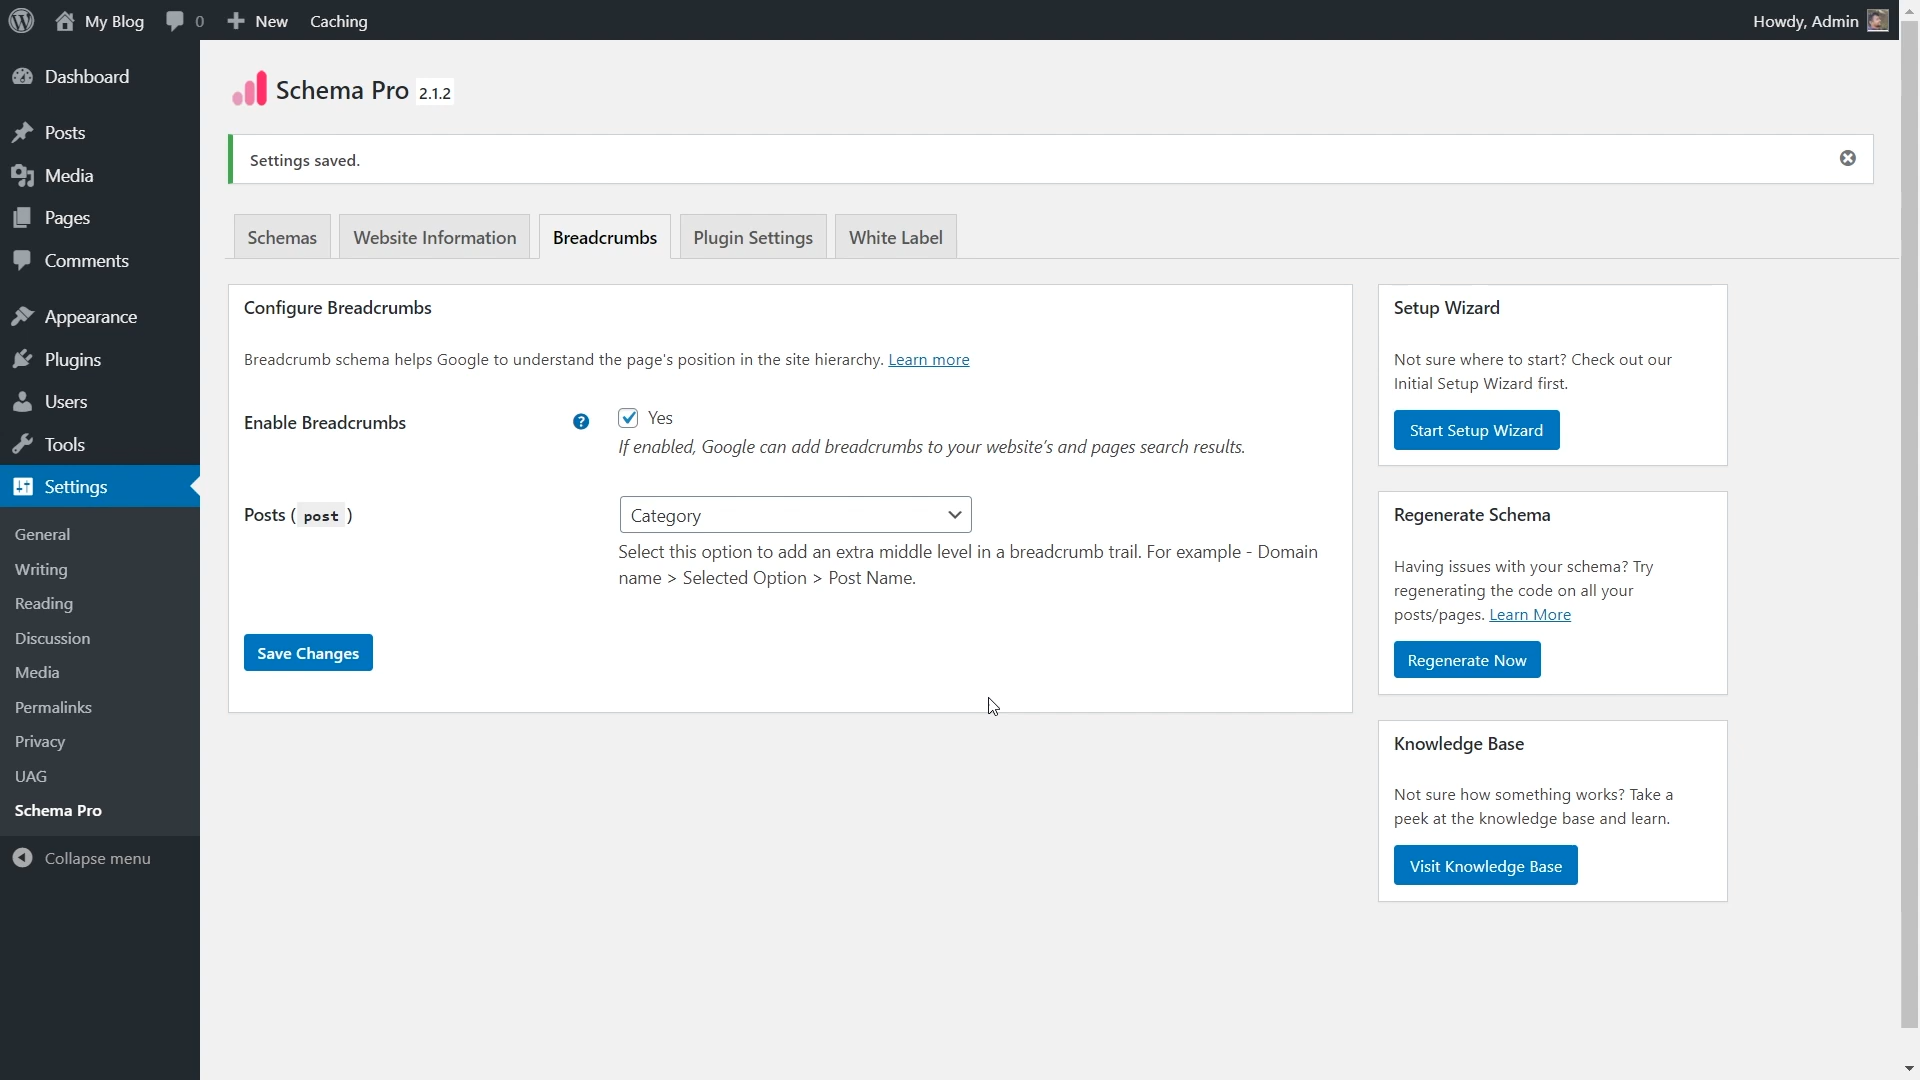 My Blog
0
New
Caching
Howdy, Admin
Dashboard
Posts
Media
Pages
Comments
Appearance
Plugins
Users
Tools
Settings
General
Writing
Reading
Discussion
Media
Permalinks
Privacy
UAG
Schema Pro
Collapse menu
Schema Pro 2.1.2
Settings saved.
Schemas
Website Information
Breadcrumbs
Plugin Settings
White Label
Configure Breadcrumbs
Breadcrumb schema helps Google to understand the page's position in the site hierarchy. Learn more
Enable Breadcrumbs
?
Yes
If enabled, Google can add breadcrumbs to your website's and pages search results.
Posts ( post )
Category
Select this option to add an extra middle level in a breadcrumb trail. For example - Domain
name > Selected Option > Post Name.
Save Changes
Setup Wizard
Not sure where to start? Check out our
Initial Setup Wizard first.
Start Setup Wizard
Regenerate Schema
Having issues with your schema? Try
regenerating the code on all your
posts/pages. Learn More
Regenerate Now
Knowledge Base
Not sure how something works? Take a
peek at the knowledge base and learn.
Visit Knowledge Base